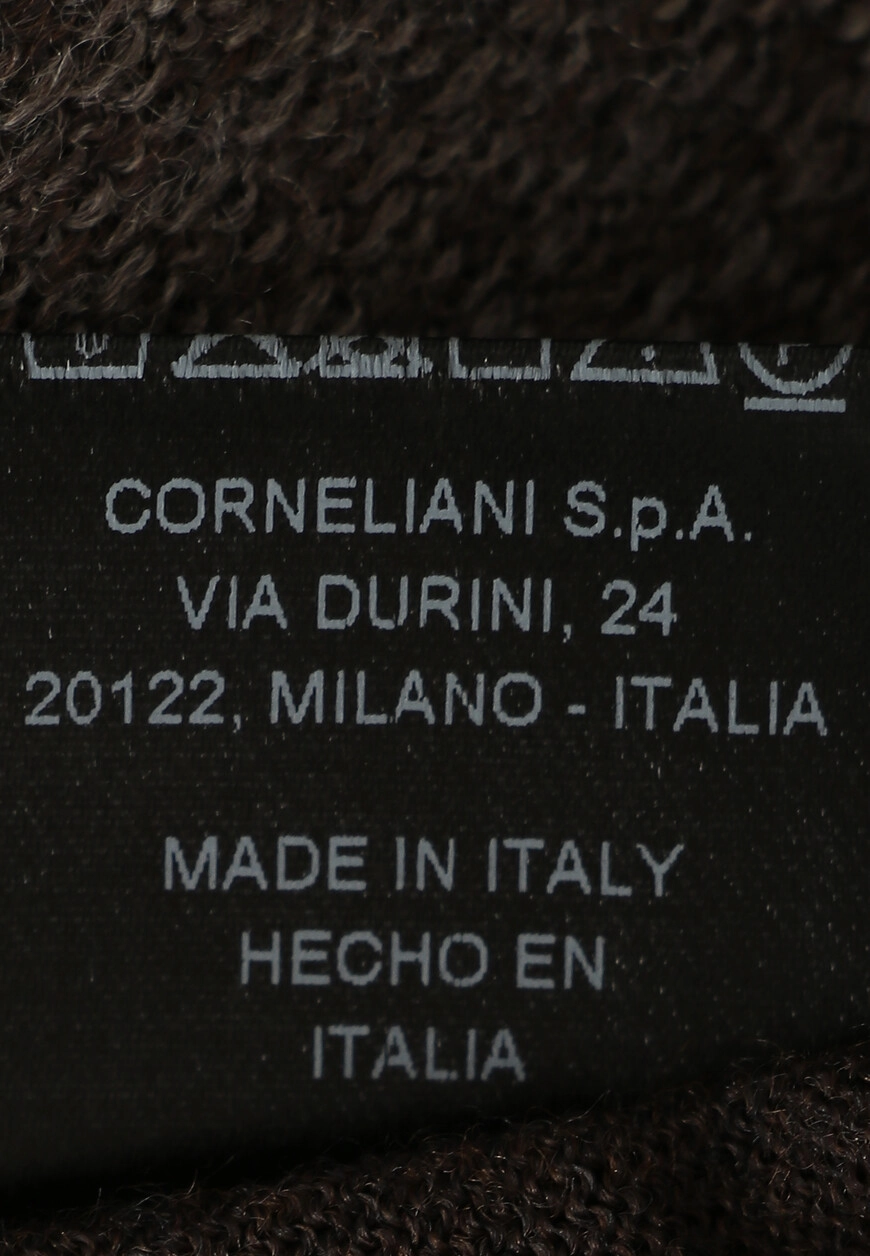 CORNELIANI S.p.A.
VIA DURINI, 24
20122, MILANO - ITALIA
MADE IN ITALY
HECHO EN
ITALIA